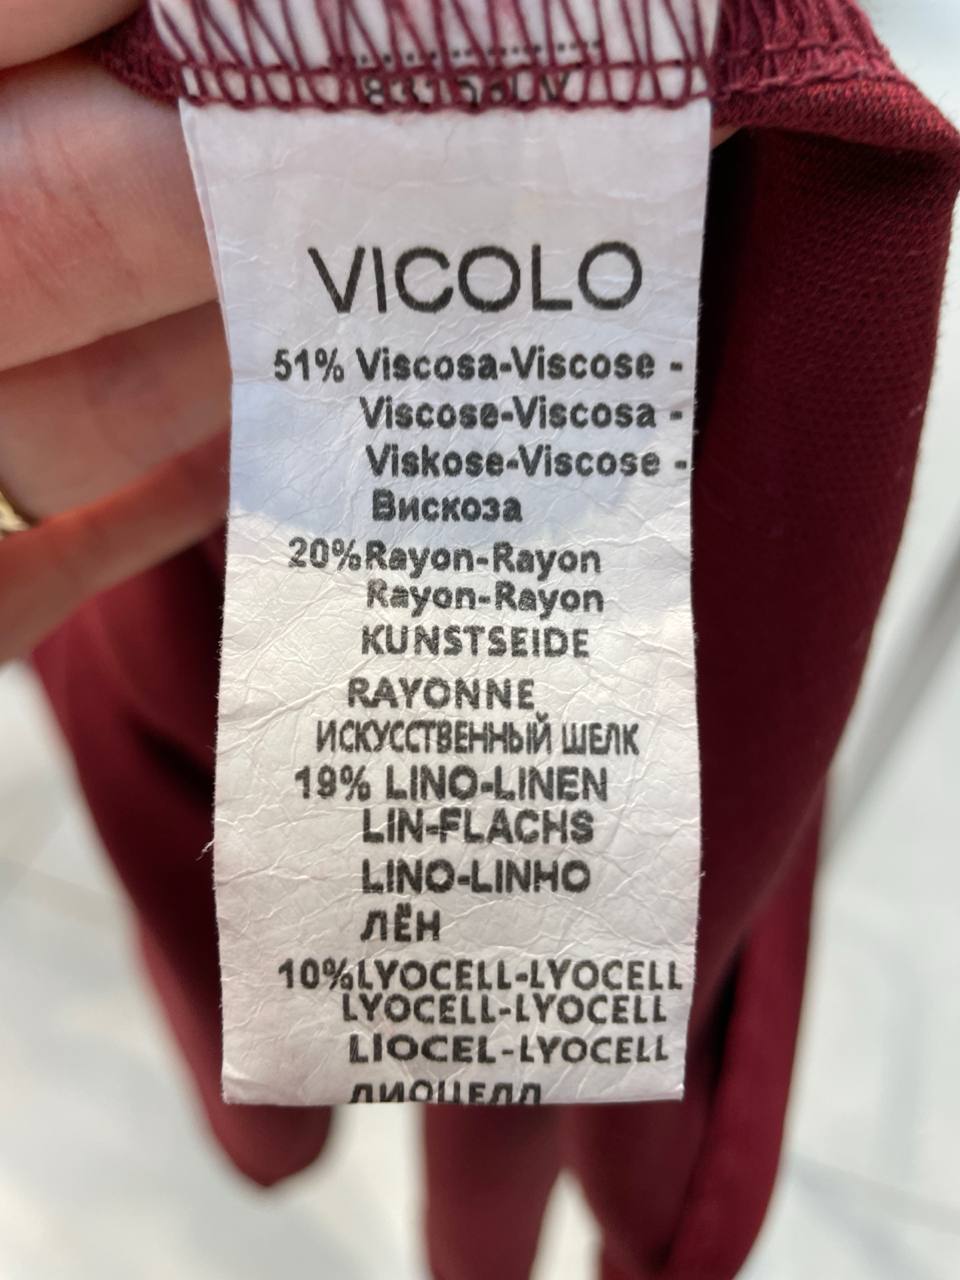 VICOLO
51% Viscosa-Viscose -
Viscose-Viscosa -
Viskose-Viscose -
Вискоза
20%Rayon-Rayon
Rayon-Rayon
KUNSTSEIDE
RAYONNE
ИСКУССТВЕННЫЙ ШЕЛК
19% LINO-LINEN
LIN-FLACHS
LINO-LINHO
ЛЁН
10%LYOCELL-LYOCELL
LYOCELL-LYOCELL
LIOCEL-LYOCELL
ЛИОЦЕЛЛ